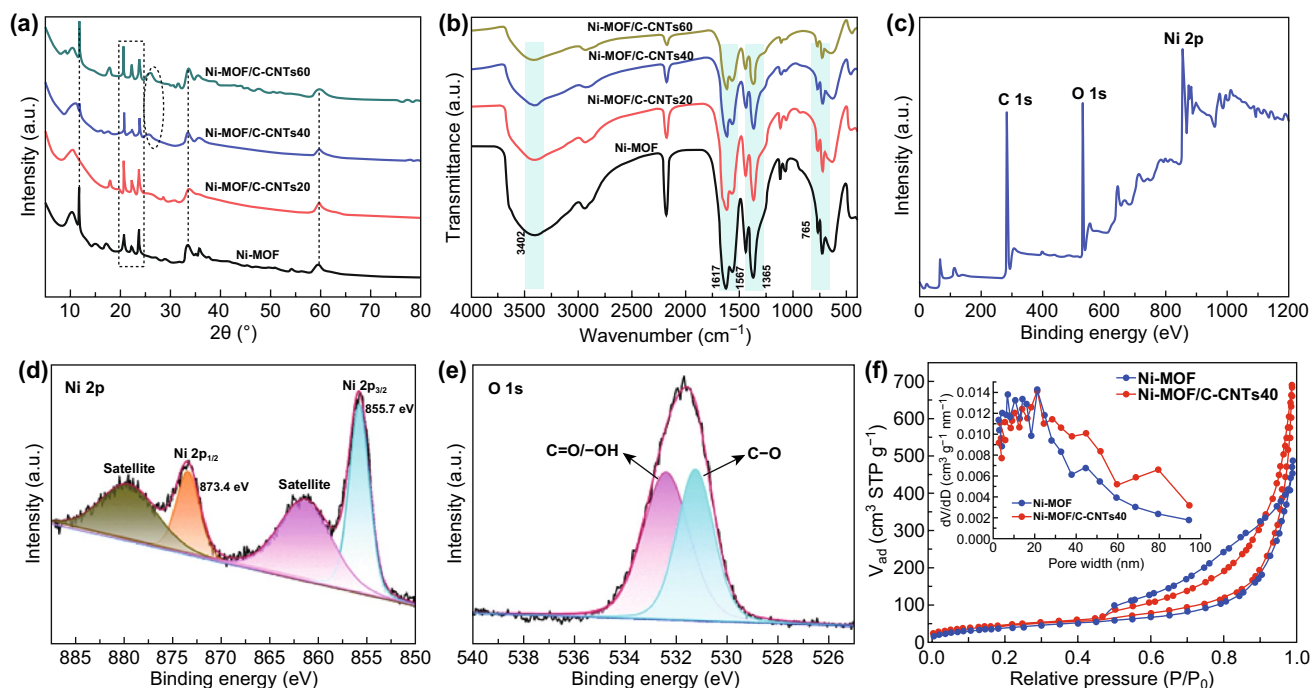 (a)
Ni-MOF/C-CNTs60
Ni-MOF/C-CNTs40
Ni-MOF/C-CNTs20
Ni-MOF
Intensity (a.u.)
10 20 30 40 50 60 70 80
2θ (°)
(b)
Ni-MOF/C-CNTs60
Ni-MOF/C-CNTs40
Ni-MOF/C-CNTs20
Ni-MOF
3402
1617
1567
1365
765
Transmittance (a.u.)
4000 3500 3000 2500 2000 1500 1000 500
Wavenumber (cm⁻¹)
(c)
Ni 2p
C 1s
O 1s
Intensity (a.u.)
0 200 400 600 800 1000 1200
Binding energy (eV)
(d)
Ni 2p
Ni 2p3/2
855.7 eV
Ni 2p1/2
873.4 eV
Satellite
Satellite
Intensity (a.u.)
885 880 875 870 865 860 855 850
Binding energy (eV)
(e)
O 1s
C=O/−OH
C−O
Intensity (a.u.)
540 538 536 534 532 530 528 526
Binding energy (eV)
(f)
Ni-MOF
Ni-MOF/C-CNTs40
700
600
500
400
300
200
100
50
0
Vad (cm³ STP g⁻¹)
0.0 0.2 0.4 0.6 0.8 1.0
Relative pressure (P/P0)
0.014
0.012
0.010
0.008
0.006
0.004
0.002
0.000
dV/dD (cm³ g⁻¹ nm⁻¹)
Ni-MOF
Ni-MOF/C-CNTs40
0 20 40 60 80 100
Pore width (nm)